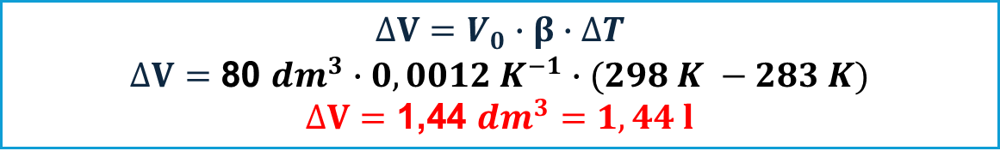 ΔV = V₀ · β · ΔT
ΔV = 80 dm³ · 0,0012 K⁻¹ · (298 K − 283 K)
ΔV = 1,44 dm³ = 1,44 l